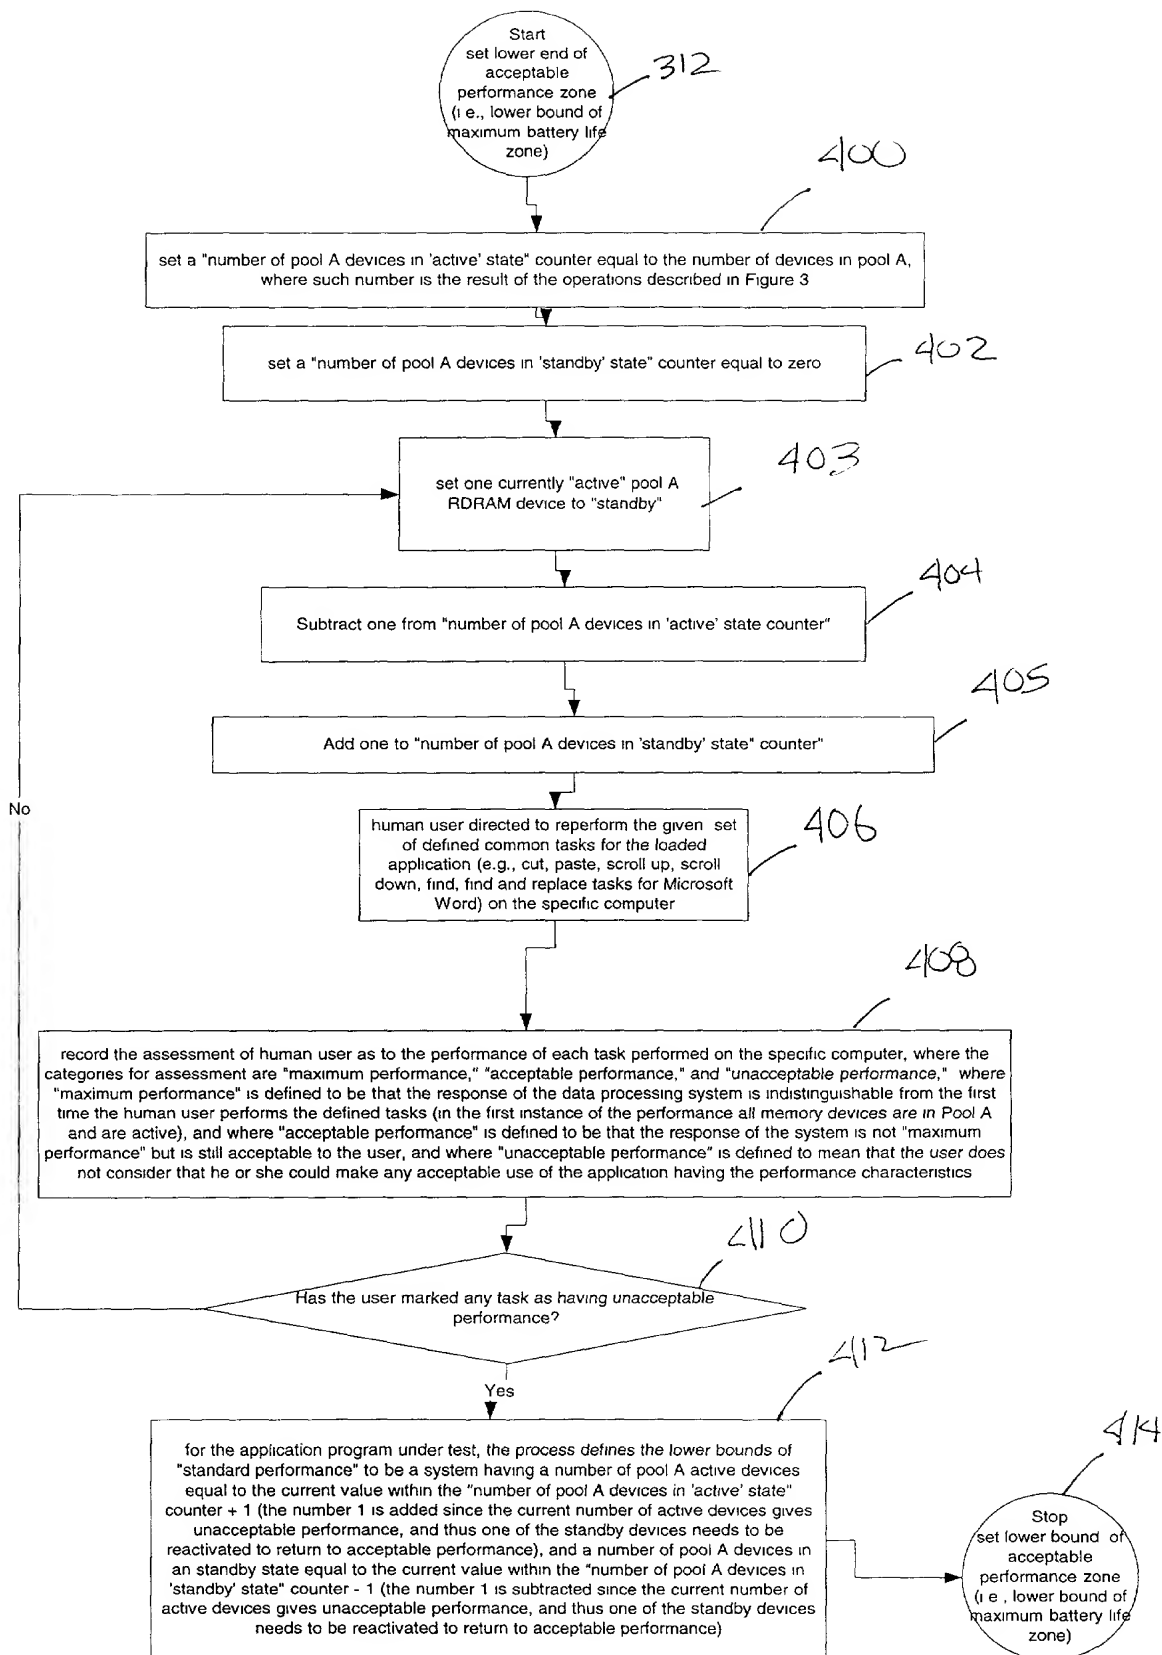 Start
set lower end of
acceptable
performance zone
(i e., lower bound of
maximum battery life
zone)
312
400
set a "number of pool A devices in 'active' state" counter equal to the number of devices in pool A,
where such number is the result of the operations described in Figure 3
set a "number of pool A devices in 'standby' state" counter equal to zero
402
set one currently "active" pool A
RDRAM device to "standby"
403
404
Subtract one from "number of pool A devices in 'active' state counter"
405
Add one to "number of pool A devices in 'standby' state" counter"
No
human user directed to reperform the given set
of defined common tasks for the loaded
application (e.g., cut, paste, scroll up, scroll
down, find, find and replace tasks for Microsoft
Word) on the specific computer
406
408
record the assessment of human user as to the performance of each task performed on the specific computer, where the
categories for assessment are "maximum performance," "acceptable performance," and "unacceptable performance," where
"maximum performance" is defined to be that the response of the data processing system is indistinguishable from the first
time the human user performs the defined tasks (in the first instance of the performance all memory devices are in Pool A
and are active), and where "acceptable performance" is defined to be that the response of the system is not "maximum
performance" but is still acceptable to the user, and where "unacceptable performance" is defined to mean that the user does
not consider that he or she could make any acceptable use of the application having the performance characteristics
410
Has the user marked any task as having unacceptable
performance?
Yes
412
for the application program under test, the process defines the lower bounds of
"standard performance" to be a system having a number of pool A active devices
equal to the current value within the "number of pool A devices in 'active' state"
counter + 1 (the number 1 is added since the current number of active devices gives
unacceptable performance, and thus one of the standby devices needs to be
reactivated to return to acceptable performance), and a number of pool A devices in
an standby state equal to the current value within the "number of pool A devices in
'standby' state" counter - 1 (the number 1 is subtracted since the current number of
active devices gives unacceptable performance, and thus one of the standby devices
needs to be reactivated to return to acceptable performance)
414
Stop
set lower bound of
acceptable
performance zone
(i e , lower bound of
maximum battery life
zone)